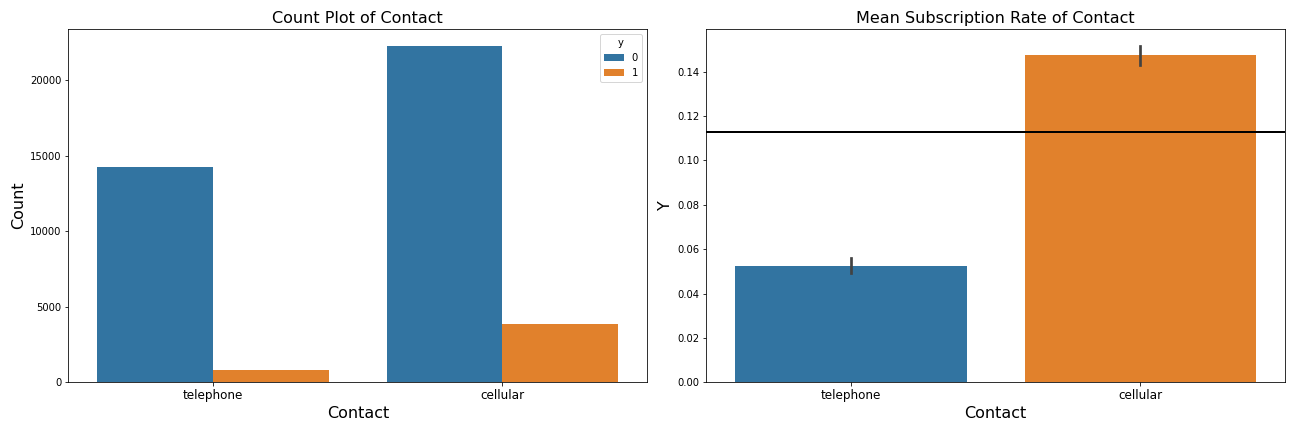 Count Plot of Contact
y
0
1
20000
15000
10000
5000
0
Count
telephone
cellular
Contact
Mean Subscription Rate of Contact
0.14
0.12
0.10
0.08
0.06
0.04
0.02
0.00
Y
telephone
cellular
Contact